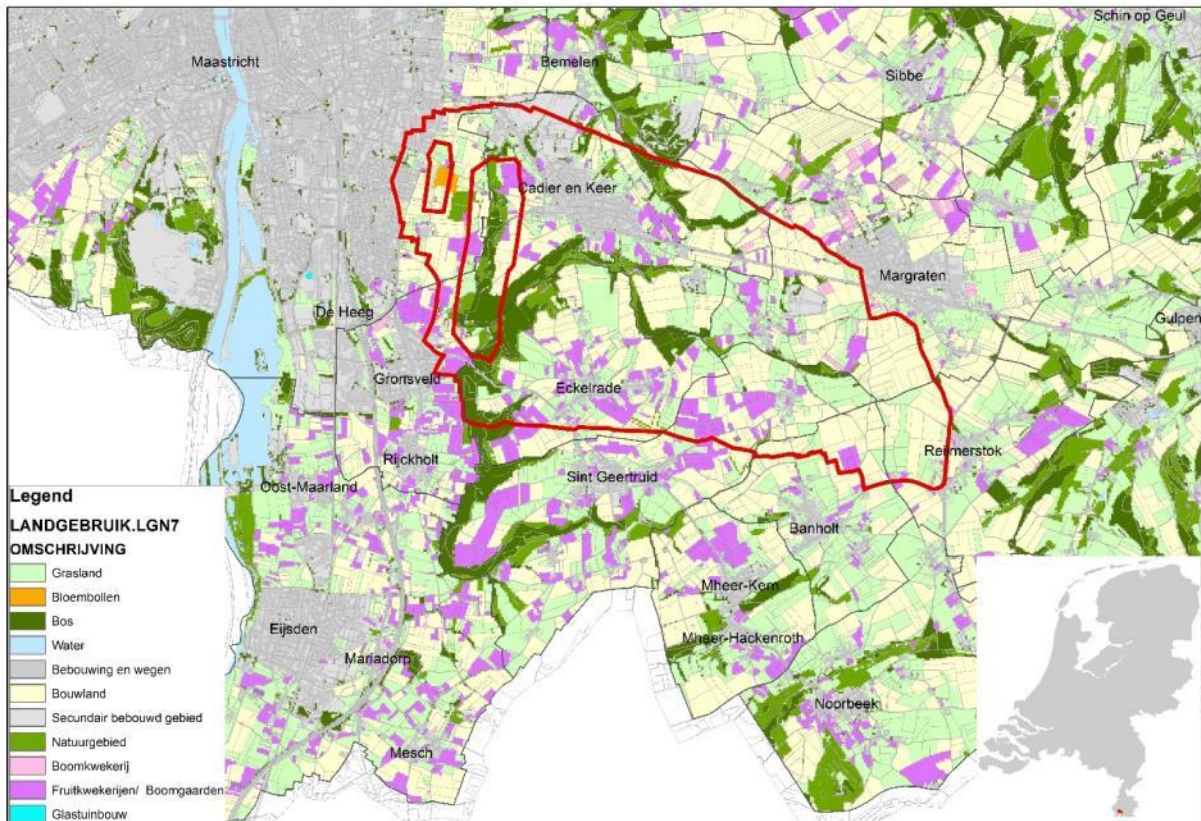 Schin op Geul
Maastricht
Bemelen
Sibbe
Cadier en Keer
Margraten
De Heeg
Gulpen
Gronsveld
Eckelrade
Reijmerstok
Rijckholt
Sint Geertruid
Oost-Maarland
Banholt
Mheer-Kern
Eijsden
Mheer-Hackenroth
Mariadorp
Noorbeek
Mesch
Legend
LANDGEBRUIK.LGN7
OMSCHRIJVING
Grasland
Bloembollen
Bos
Water
Bebouwing en wegen
Bouwland
Secundair bebouwd gebied
Natuurgebied
Boomkwekerij
Fruitkwekerijen/ Boomgaarden
Glastuinbouw